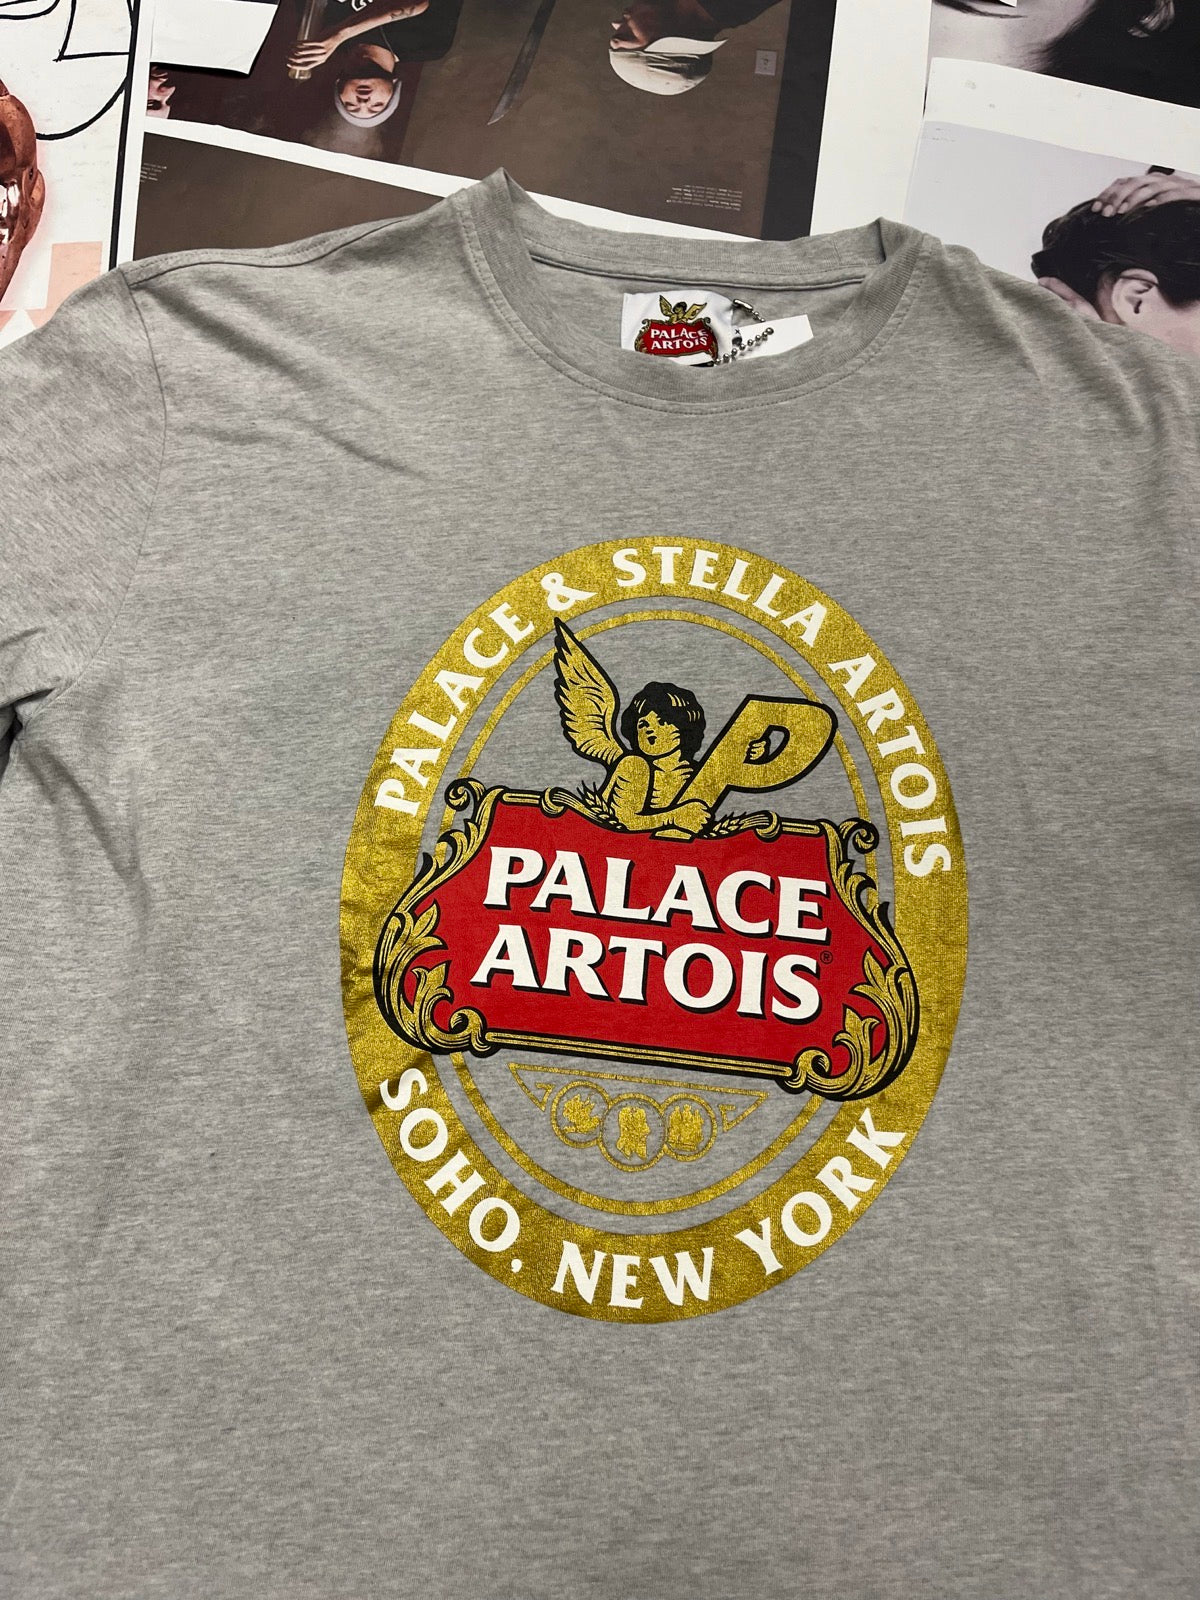 PALACE
ARTOIS
PALACE & STELLA ARTOIS
P
PALACE
ARTOIS®
SOHO, NEW YORK